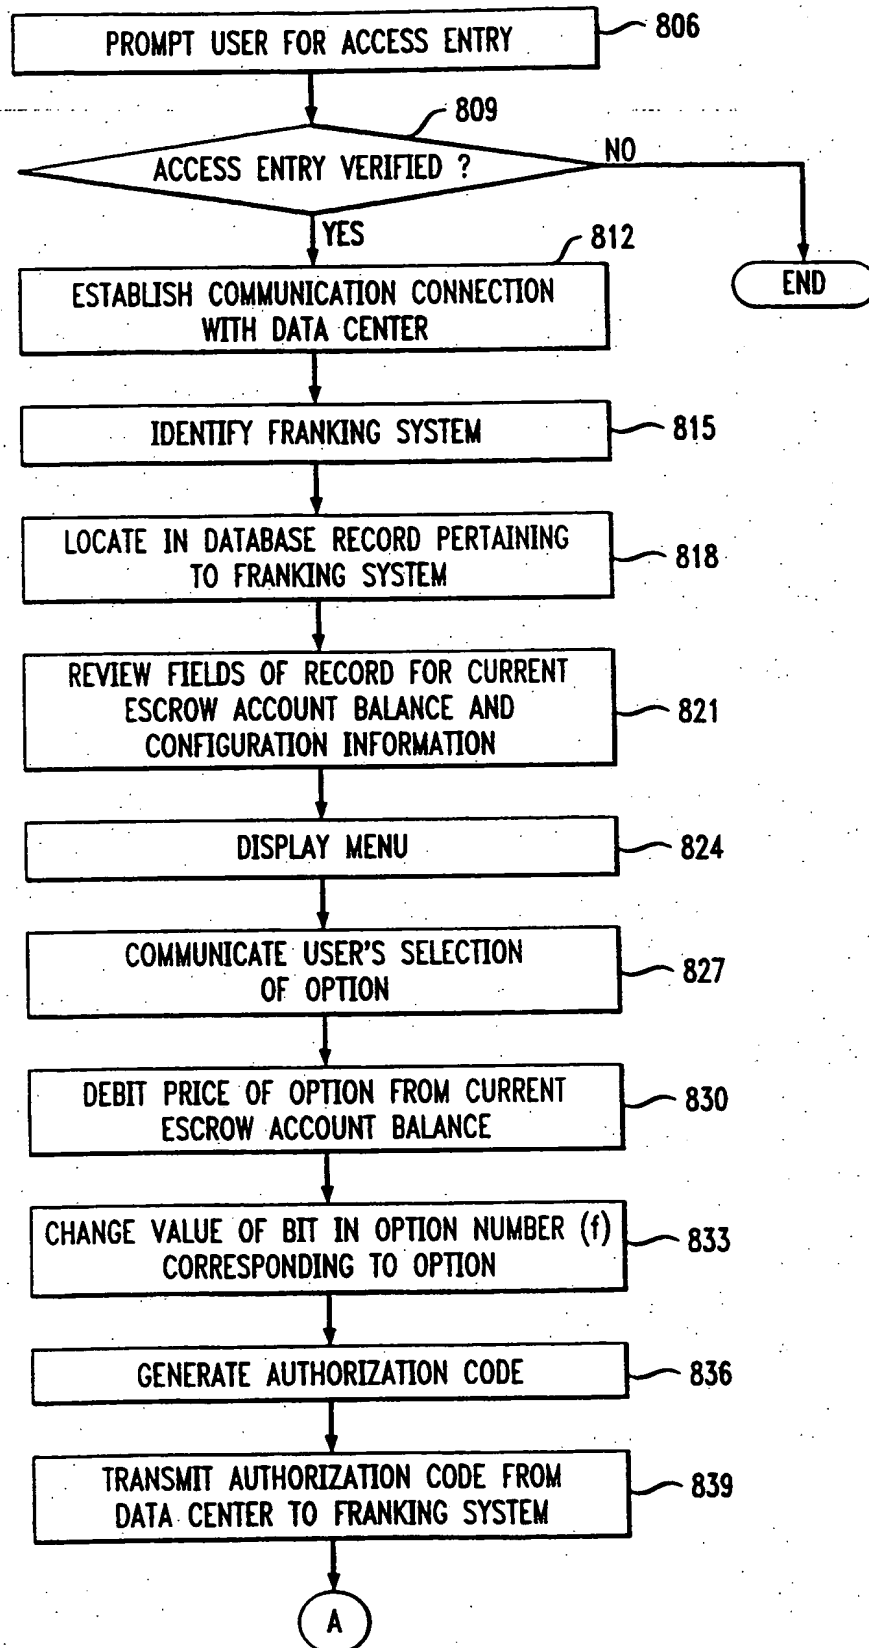 PROMPT USER FOR ACCESS ENTRY
806
809
ACCESS ENTRY VERIFIED ?
NO
YES
812
END
ESTABLISH COMMUNICATION CONNECTION
WITH DATA CENTER
IDENTIFY FRANKING SYSTEM
815
LOCATE IN DATABASE RECORD PERTAINING
TO FRANKING SYSTEM
818
REVIEW FIELDS OF RECORD FOR CURRENT
ESCROW ACCOUNT BALANCE AND
CONFIGURATION INFORMATION
821
DISPLAY MENU
824
COMMUNICATE USER'S SELECTION
OF OPTION
827
DEBIT PRICE OF OPTION FROM CURRENT
ESCROW ACCOUNT BALANCE
830
CHANGE VALUE OF BIT IN OPTION NUMBER (f)
CORRESPONDING TO OPTION
833
GENERATE AUTHORIZATION CODE
836
TRANSMIT AUTHORIZATION CODE FROM
DATA CENTER TO FRANKING SYSTEM
839
A